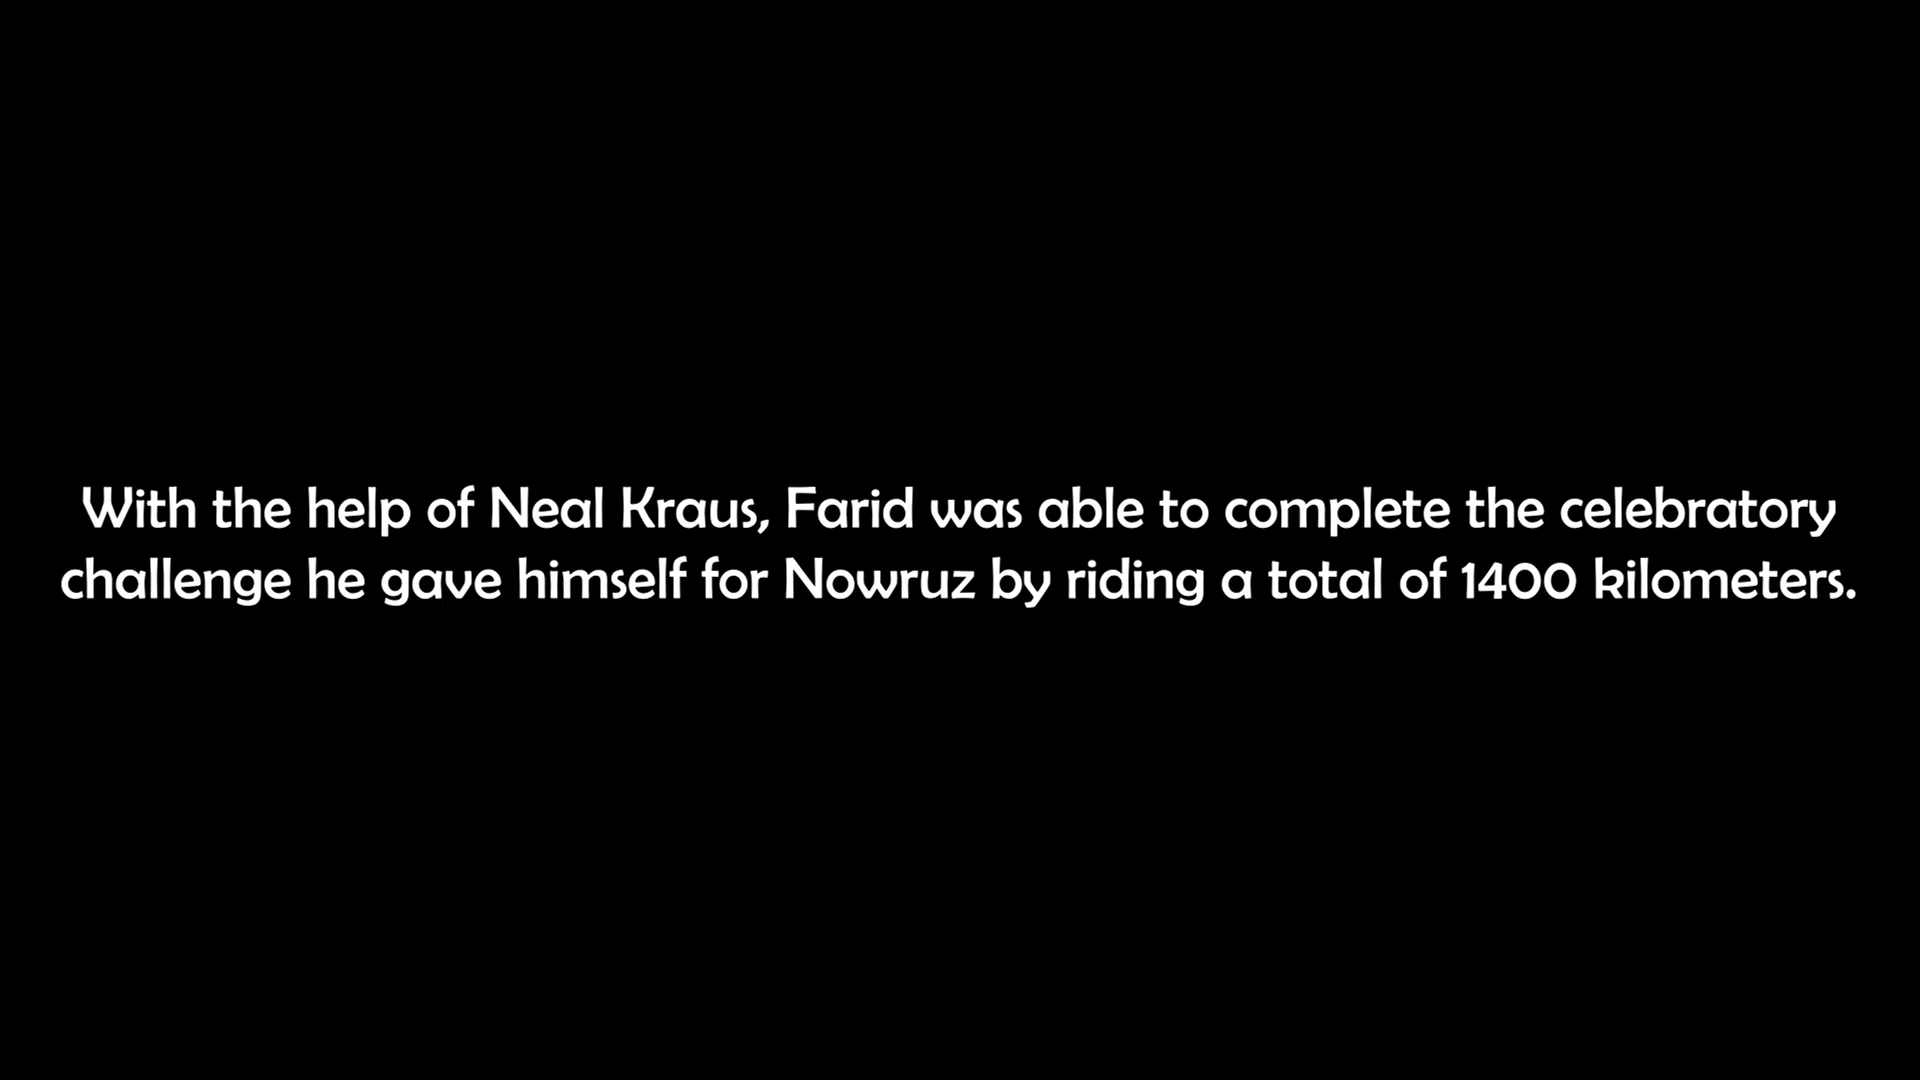 With the help of Neal Kraus, Farid was able to complete the celebratory
challenge he gave himself for Nowruz by riding a total of 1400 kilometers.